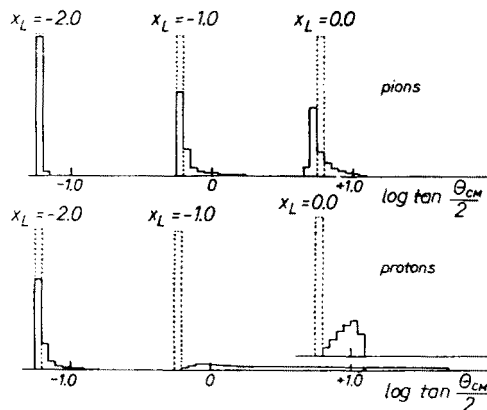 x_L = -2.0 x_L = -1.0 x_L = 0.0
pions
-1.0 0 +1.0 log tan θ_CM/2
x_L = -2.0 x_L = -1.0 x_L = 0.0
protons
-1.0 0 +1.0 log tan θ_CM/2